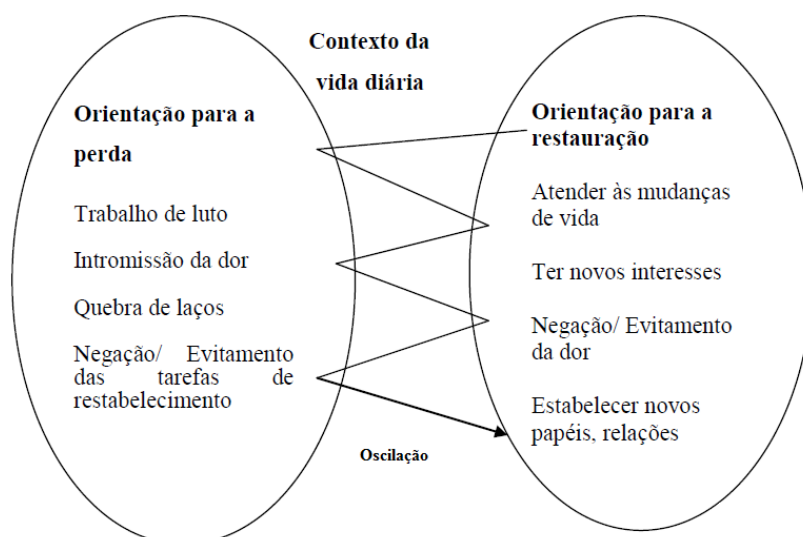 Contexto da
vida diária
Orientação para a
perda
Trabalho de luto
Intromissão da dor
Quebra de laços
Negação/ Evitamento
das tarefas de
restabelecimento
Orientação para a
restauração
Atender às mudanças
de vida
Ter novos interesses
Negação/ Evitamento
da dor
Estabelecer novos
papéis, relações
Oscilação